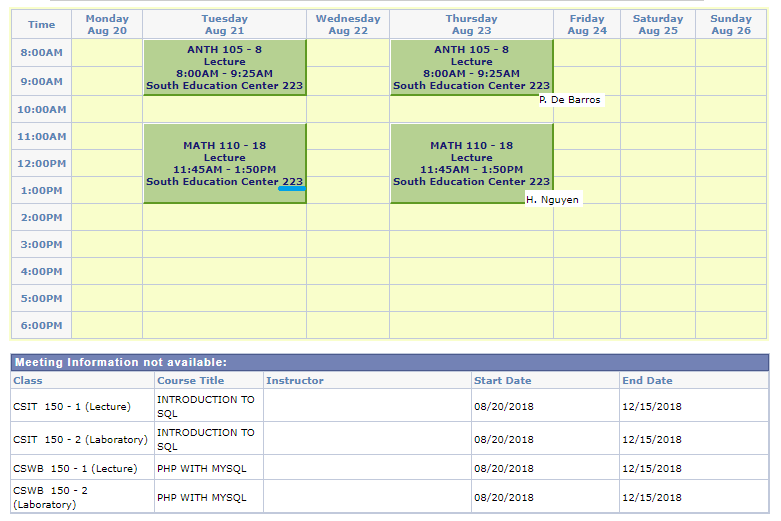 Time Monday Tuesday Wednesday Thursday Friday Saturday Sunday
Aug 20 Aug 21 Aug 22 Aug 23 Aug 24 Aug 25 Aug 26
8:00AM
9:00AM
10:00AM
11:00AM
12:00PM
1:00PM
2:00PM
3:00PM
4:00PM
5:00PM
6:00PM
ANTH 105 - 8
Lecture
8:00AM - 9:25AM
South Education Center 223
MATH 110 - 18
Lecture
11:45AM - 1:50PM
South Education Center 223
ANTH 105 - 8
Lecture
8:00AM - 9:25AM
South Education Center 223
P. De Barros
MATH 110 - 18
Lecture
11:45AM - 1:50PM
South Education Center 223
H. Nguyen
Meeting Information not available:
Class Course Title Instructor Start Date End Date
CSIT 150 - 1 (Lecture) INTRODUCTION TO SQL 08/20/2018 12/15/2018
CSIT 150 - 2 (Laboratory) INTRODUCTION TO SQL 08/20/2018 12/15/2018
CSWB 150 - 1 (Lecture) PHP WITH MYSQL 08/20/2018 12/15/2018
CSWB 150 - 2 (Laboratory) PHP WITH MYSQL 08/20/2018 12/15/2018